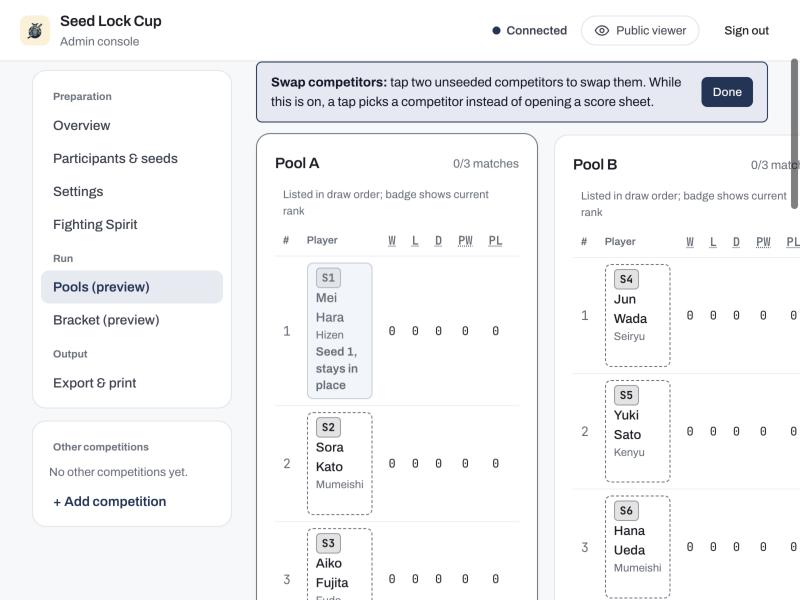 Seed Lock Cup
Admin console
Connected
Public viewer
Sign out
Preparation
Overview
Participants & seeds
Settings
Fighting Spirit
Run
Pools (preview)
Bracket (preview)
Output
Export & print
Other competitions
No other competitions yet.
+ Add competition
Swap competitors: tap two unseeded competitors to swap them. While
this is on, a tap picks a competitor instead of opening a score sheet.
Done
Pool A
0/3 matches
Listed in draw order; badge shows current
rank
# Player W L D PW PL
S1
Mei
Hara
Hizen
Seed 1,
stays in
place
1 0 0 0 0 0
S2
Sora
Kato
Mumeishi
2 0 0 0 0 0
S3
Aiko
Fujita
3 0 0 0 0 0
Pool B
0/3
Listed in draw order; badge shows current
rank
# Player W L D PW PL
S4
Jun
Wada
Seiryu
1 0 0 0 0 0
S5
Yuki
Sato
Kenyu
2 0 0 0 0 0
S6
Hana
Ueda
Mumeishi
3 0 0 0 0 0